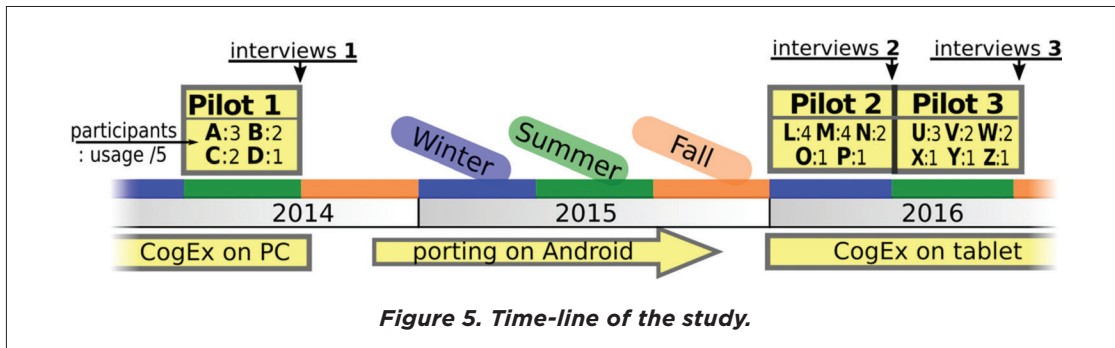 interviews 1
interviews 2
interviews 3
Pilot 1
A:3 B:2
C:2 D:1
participants
: usage /5
Winter
Summer
Fall
Pilot 2
L:4 M:4 N:2
O:1 P:1
Pilot 3
U:3 V:2 W:2
X:1 Y:1 Z:1
2014
2015
2016
CogEx on PC
porting on Android
CogEx on tablet
Figure 5. Time-line of the study.